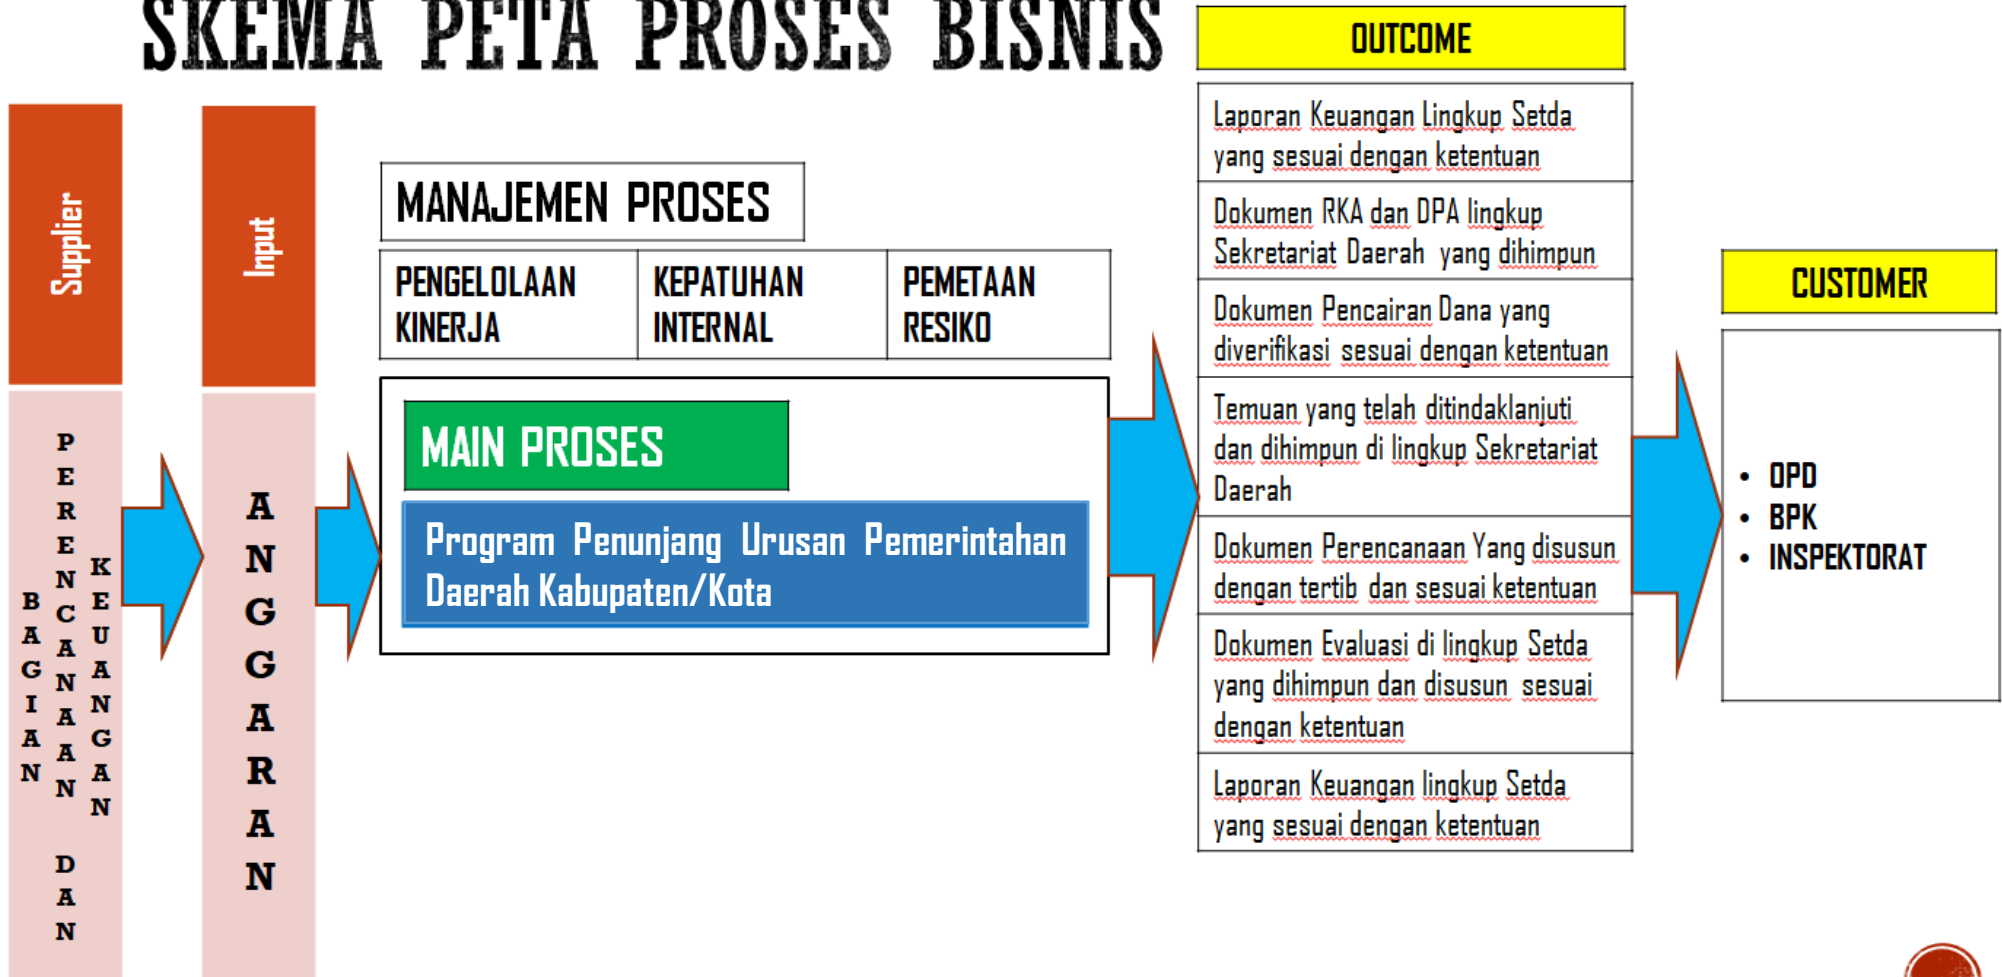 SKEMA PETA PROSES BISNIS
Supplier
BAGIAN
PERENCANAAN DAN
KEUANGAN
Input
ANGGARAN
MANAJEMEN PROSES
PENGELOLAAN
KINERJA
KEPATUHAN
INTERNAL
PEMETAAN
RESIKO
MAIN PROSES
Program Penunjang Urusan Pemerintahan
Daerah Kabupaten/Kota
OUTCOME
Laporan Keuangan Lingkup Setda
yang sesuai dengan ketentuan
Dokumen RKA dan DPA lingkup
Sekretariat Daerah yang dihimpun
Dokumen Pencairan Dana yang
diverifikasi sesuai dengan ketentuan
Temuan yang telah ditindaklanjuti
dan dihimpun di lingkup Sekretariat
Daerah
Dokumen Perencanaan Yang disusun
dengan tertib dan sesuai ketentuan
Dokumen Evaluasi di lingkup Setda
yang dihimpun dan disusun sesuai
dengan ketentuan
Laporan Keuangan lingkup Setda
yang sesuai dengan ketentuan
CUSTOMER
• OPD
• BPK
• INSPEKTORAT